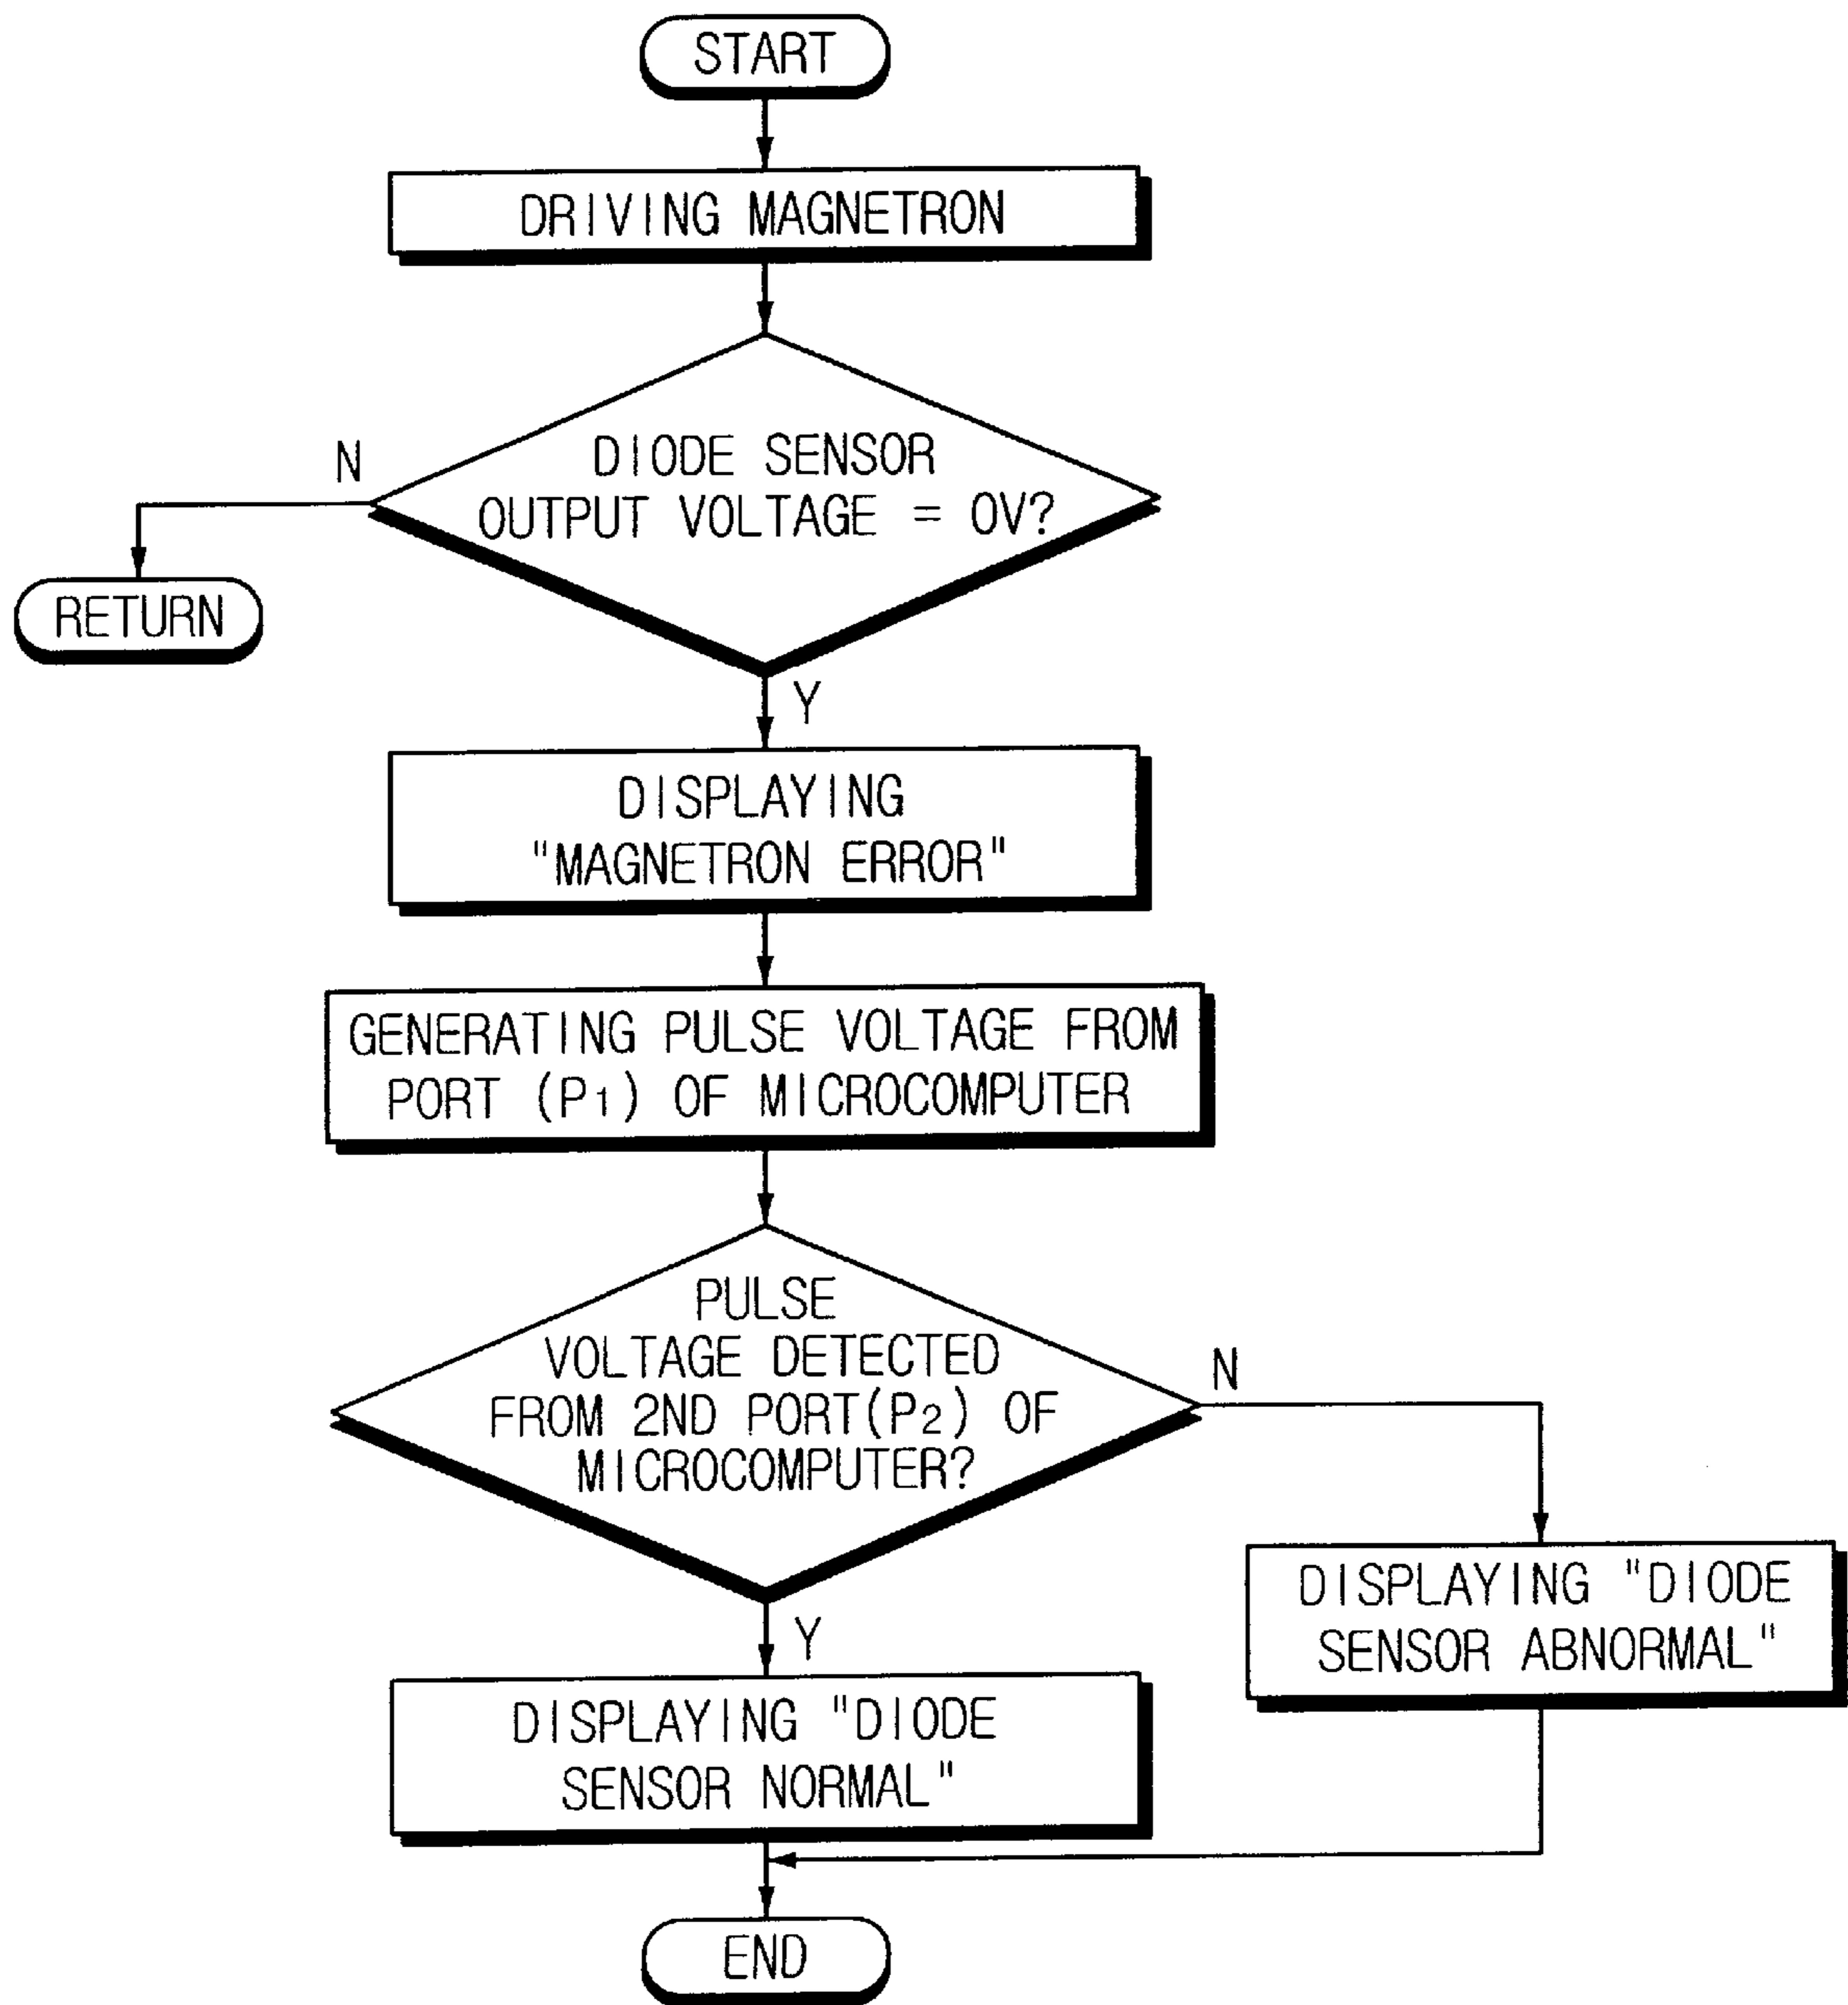 START
DRIVING MAGNETRON
DIODE SENSOR
OUTPUT VOLTAGE = 0V?
N
RETURN
Y
DISPLAYING
"MAGNETRON ERROR"
GENERATING PULSE VOLTAGE FROM
PORT (P1) OF MICROCOMPUTER
PULSE
VOLTAGE DETECTED
FROM 2ND PORT(P2) OF
MICROCOMPUTER?
N
DISPLAYING "DIODE
SENSOR ABNORMAL"
Y
DISPLAYING "DIODE
SENSOR NORMAL"
END